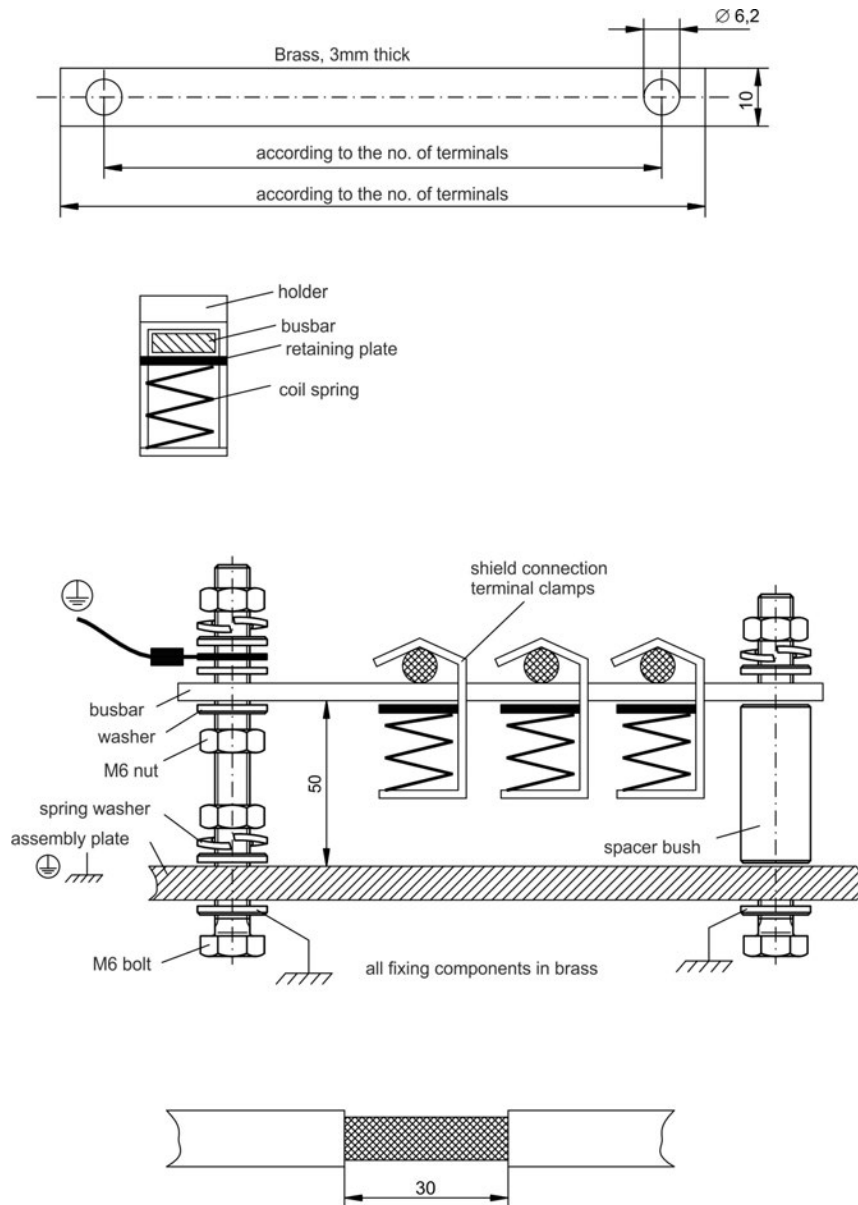 Ø 6,2
Brass, 3mm thick
10
according to the no. of terminals
according to the no. of terminals
holder
busbar
retaining plate
coil spring
shield connection
terminal clamps
busbar
washer
M6 nut
50
spring washer
assembly plate
spacer bush
M6 bolt
all fixing components in brass
30